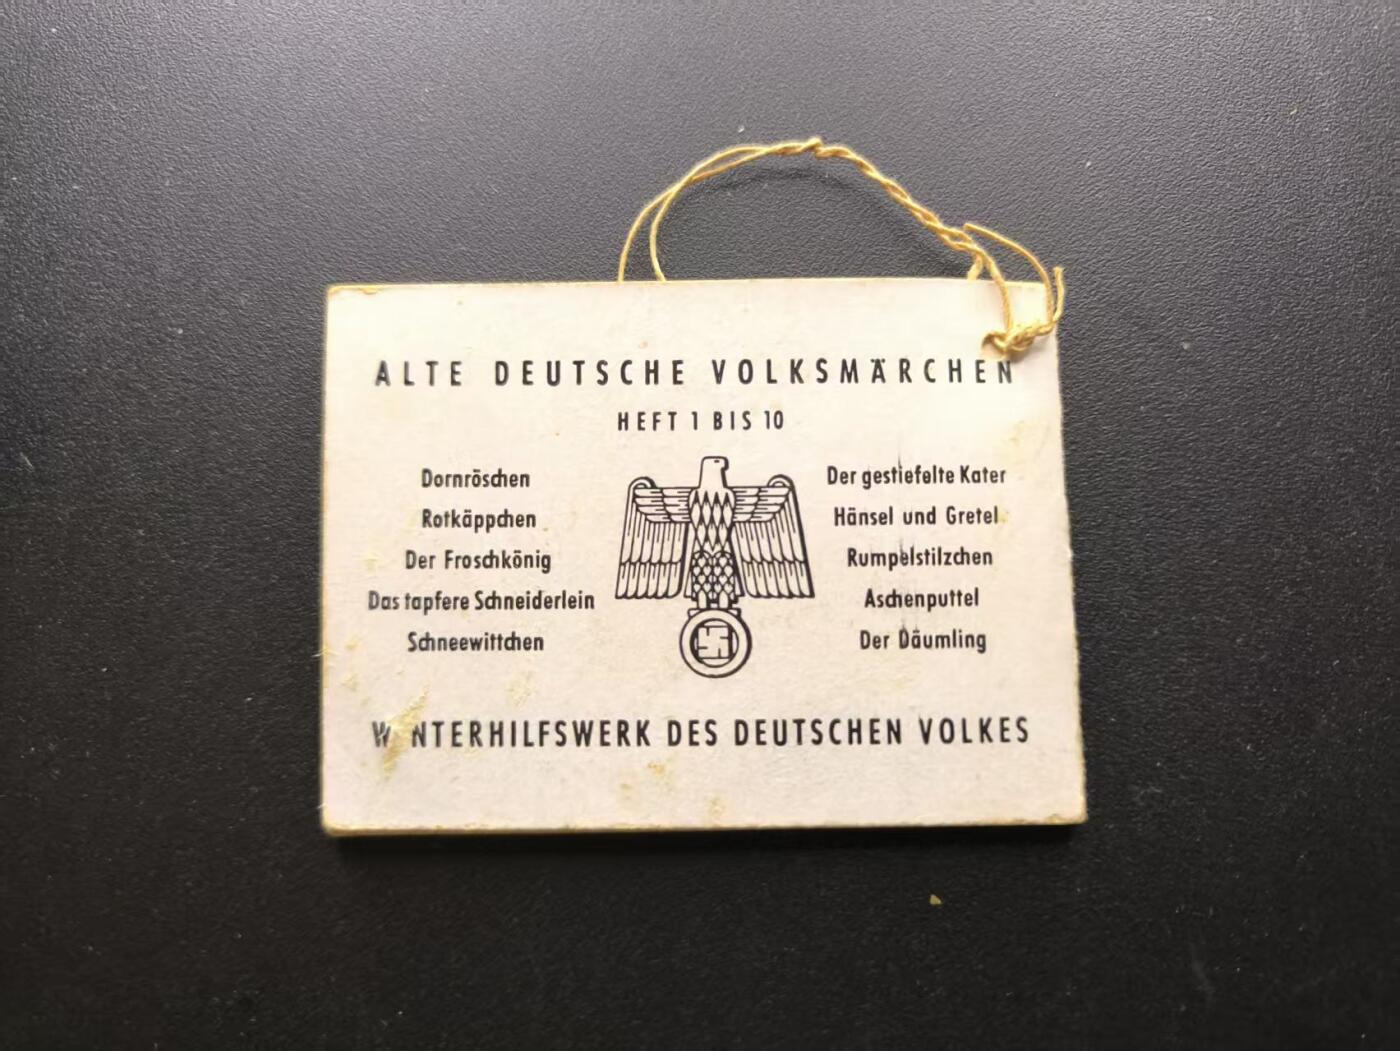 ALTE DEUTSCHE VOLKSMÄRCHEN
HEFT 1 BIS 10
Dornröschen
Rotkäppchen
Der Froschkönig
Das tapfere Schneiderlein
Schneewittchen
Der gestiefelte Kater
Hänsel und Gretel
Rumpelstilzchen
Aschenputtel
Der Däumling
WINTERHILFSWERK DES DEUTSCHEN VOLKES